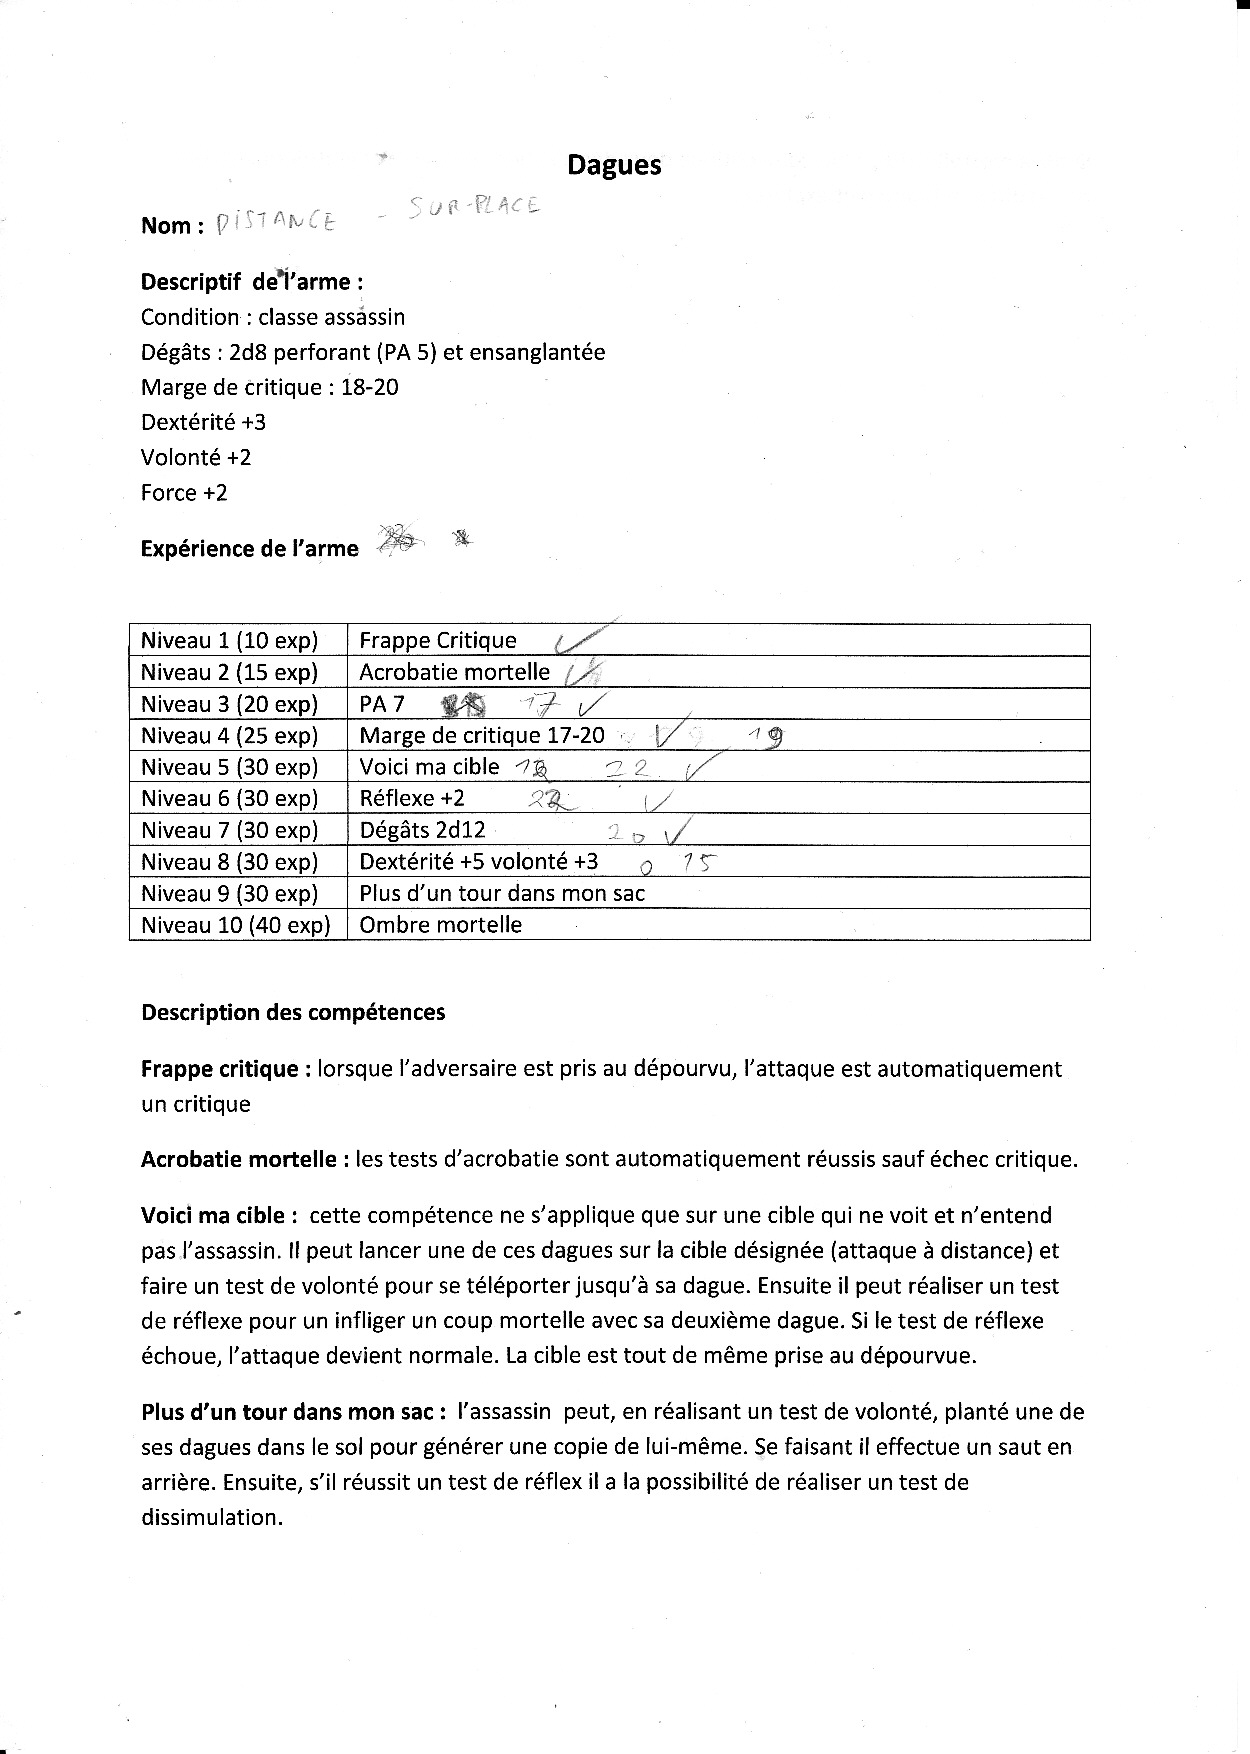 Dagues
Nom : DISTANCE - SUR-PLACE
Descriptif de l'arme :
Condition : classe assassin
Dégâts : 2d8 perforant (PA 5) et ensanglantée
Marge de critique : 18-20
Dextérité +3
Volonté +2
Force +2
Expérience de l'arme
Niveau 1 (10 exp) Frappe Critique ✓
Niveau 2 (15 exp) Acrobatie mortelle ✓
Niveau 3 (20 exp) PA 7 17 ✓
Niveau 4 (25 exp) Marge de critique 17-20 ✓ 19
Niveau 5 (30 exp) Voici ma cible 22 ✓
Niveau 6 (30 exp) Réflexe +2 ✓
Niveau 7 (30 exp) Dégâts 2d12 20 ✓
Niveau 8 (30 exp) Dextérité +5 volonté +3 0 15
Niveau 9 (30 exp) Plus d'un tour dans mon sac
Niveau 10 (40 exp) Ombre mortelle
Description des compétences
Frappe critique : lorsque l'adversaire est pris au dépourvu, l'attaque est automatiquement
un critique
Acrobatie mortelle : les tests d'acrobatie sont automatiquement réussis sauf échec critique.
Voici ma cible : cette compétence ne s'applique que sur une cible qui ne voit et n'entend
pas l'assassin. Il peut lancer une de ces dagues sur la cible désignée (attaque à distance) et
faire un test de volonté pour se téléporter jusqu'à sa dague. Ensuite il peut réaliser un test
de réflexe pour un infliger un coup mortelle avec sa deuxième dague. Si le test de réflexe
échoue, l'attaque devient normale. La cible est tout de même prise au dépourvue.
Plus d'un tour dans mon sac : l'assassin peut, en réalisant un test de volonté, planté une de
ses dagues dans le sol pour générer une copie de lui-même. Se faisant il effectue un saut en
arrière. Ensuite, s'il réussit un test de réflex il a la possibilité de réaliser un test de
dissimulation.